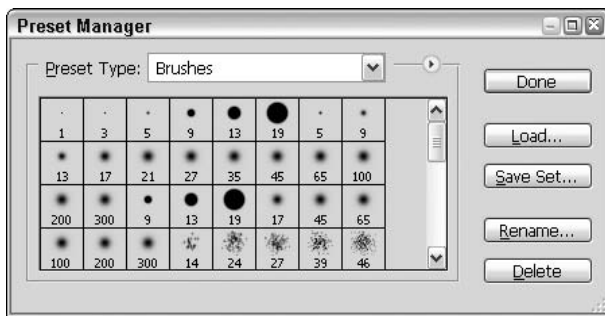 Preset Manager
Preset Type: Brushes
Done
1 3 5 9 13 19 5 9
Load...
13 17 21 27 35 45 65 100
Save Set...
200 300 9 13 19 17 45 65
Rename...
100 200 300 14 24 27 39 46
Delete